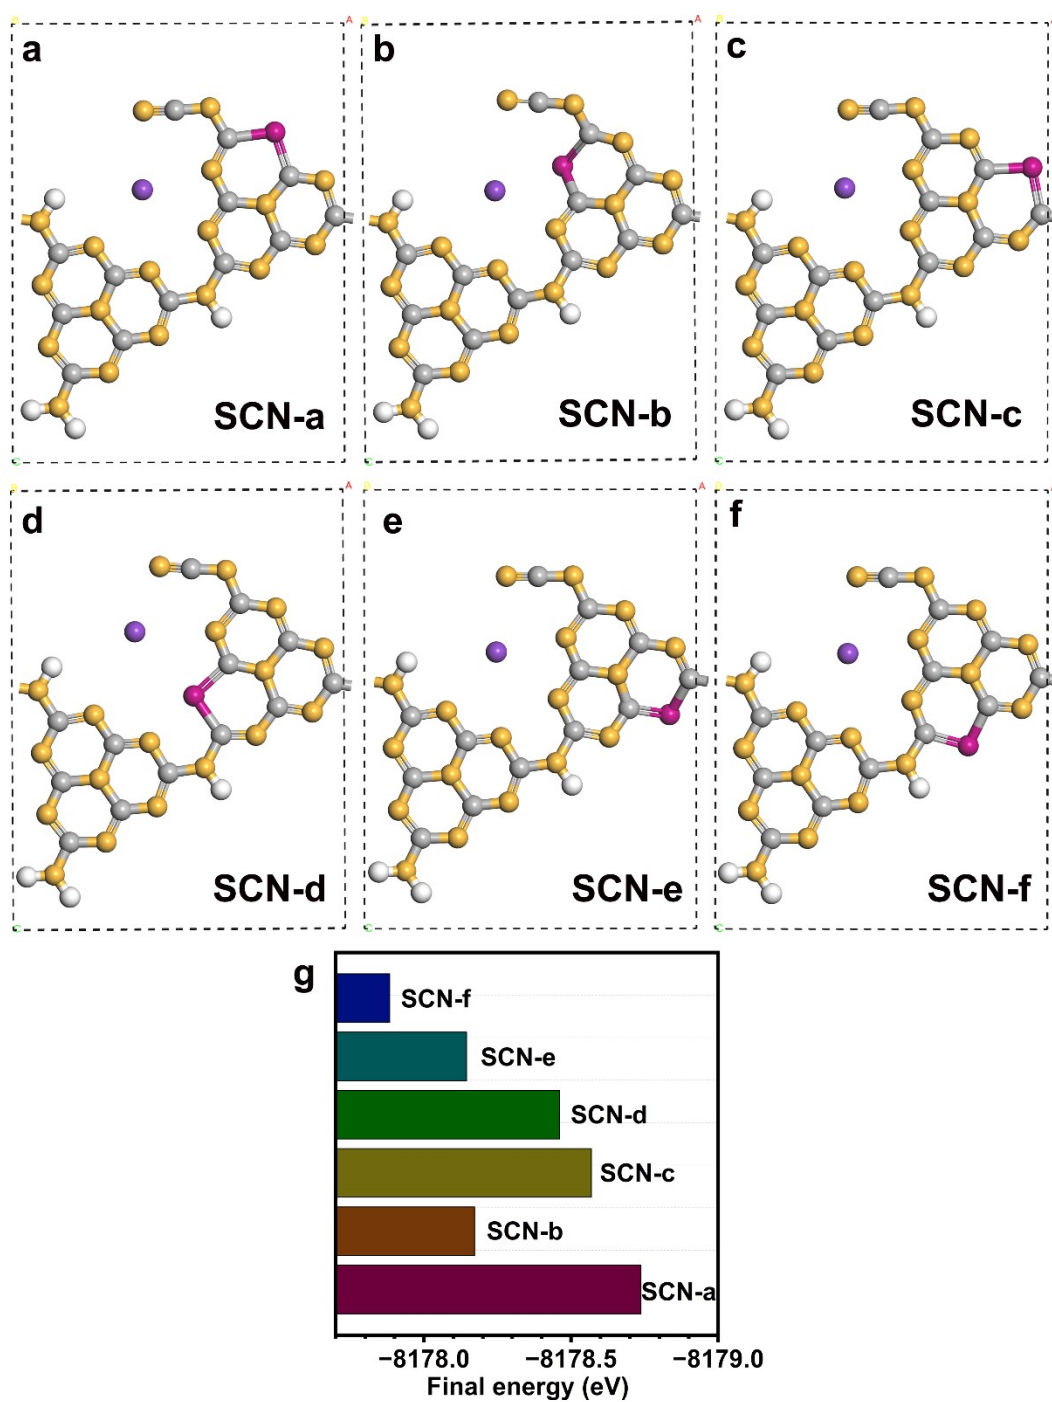 a
b
c
B
A
B
A
B
SCN-a
SCN-b
SCN-c
C
C
C
d
e
f
B
A
B
A
B
SCN-d
SCN-e
SCN-f
C
C
C
g
SCN-f
SCN-e
SCN-d
SCN-c
SCN-b
SCN-a
−8178.0 −8178.5 −8179.0
Final energy (eV)